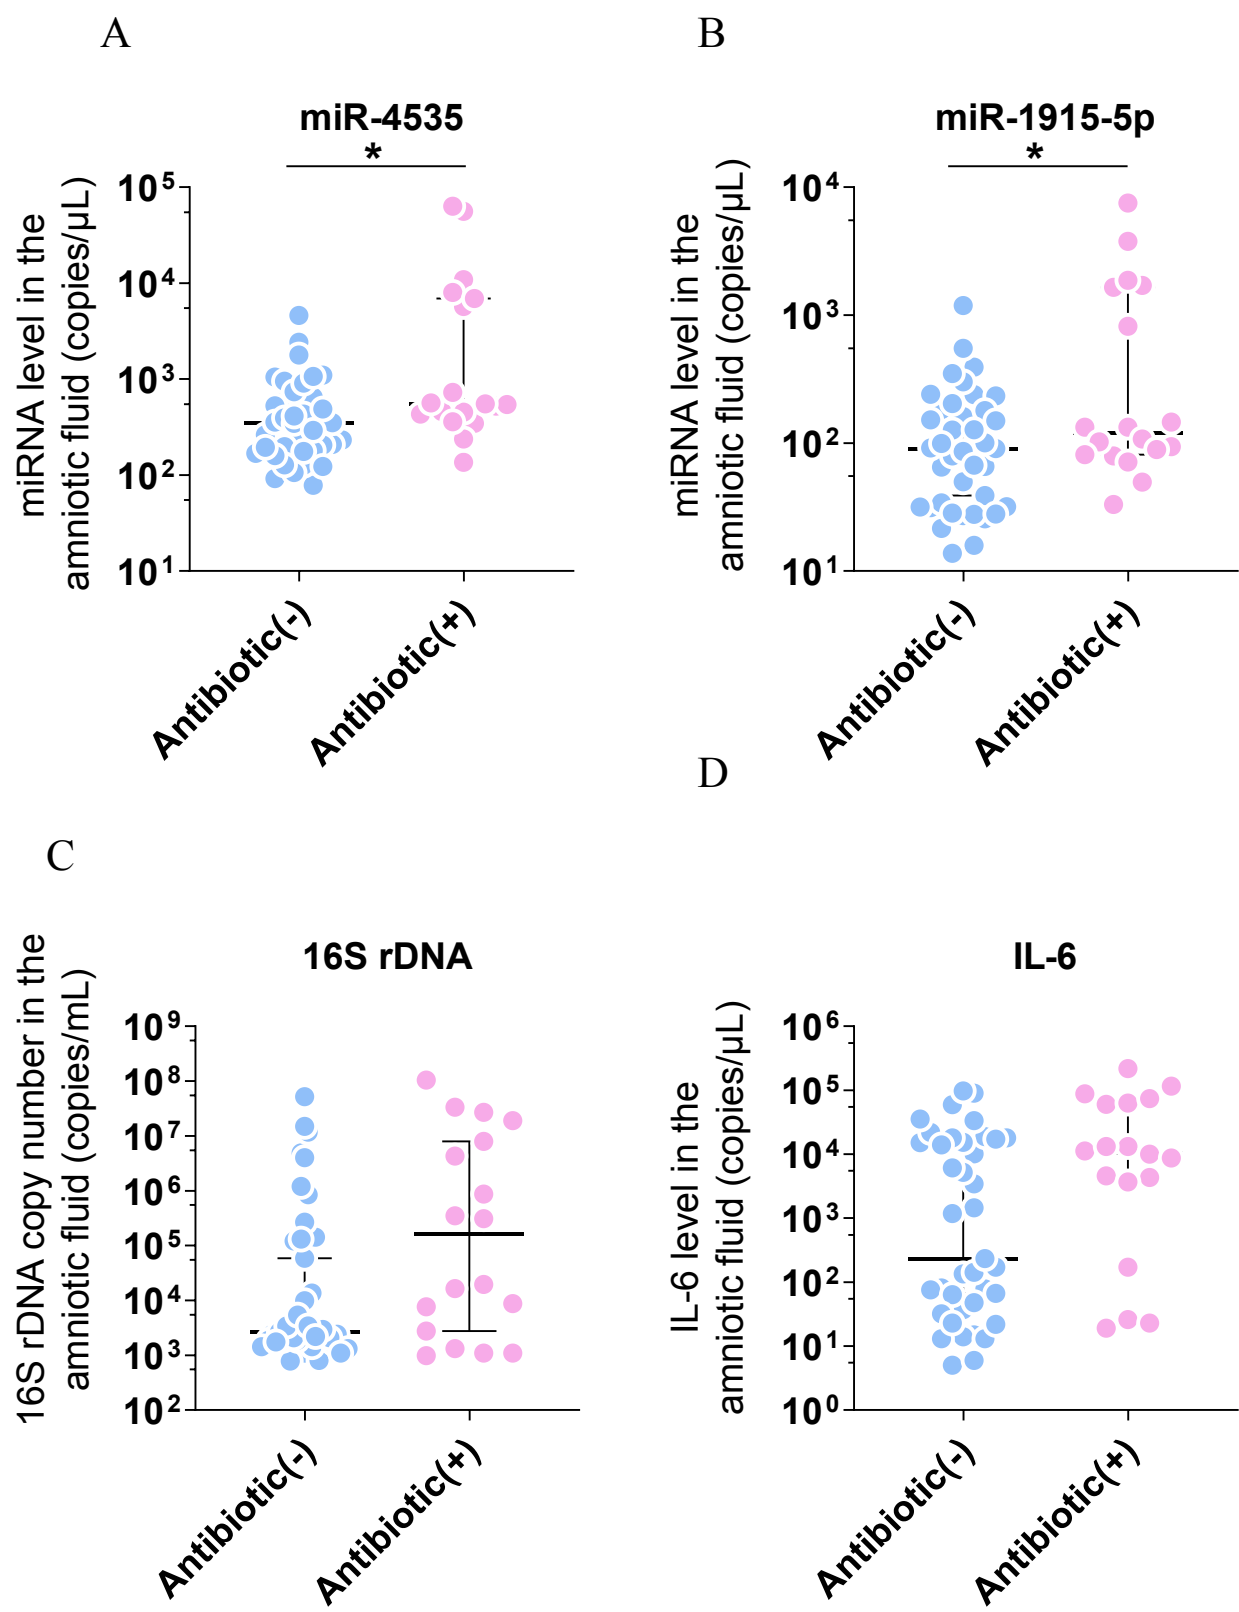 A
miR-4535
*
miRNA level in the
amniotic fluid (copies/µL)
10⁵
10⁴
10³
10²
10¹
Antibiotic(-)
Antibiotic(+)
B
miR-1915-5p
*
miRNA level in the
amniotic fluid (copies/µL)
10⁴
10³
10²
10¹
Antibiotic(-)
Antibiotic(+)
C
16S rDNA
16S rDNA copy number in the
amniotic fluid (copies/mL)
10⁹
10⁸
10⁷
10⁶
10⁵
10⁴
10³
10²
Antibiotic(-)
Antibiotic(+)
D
IL-6
IL-6 level in the
amniotic fluid (copies/µL)
10⁶
10⁵
10⁴
10³
10²
10¹
10⁰
Antibiotic(-)
Antibiotic(+)